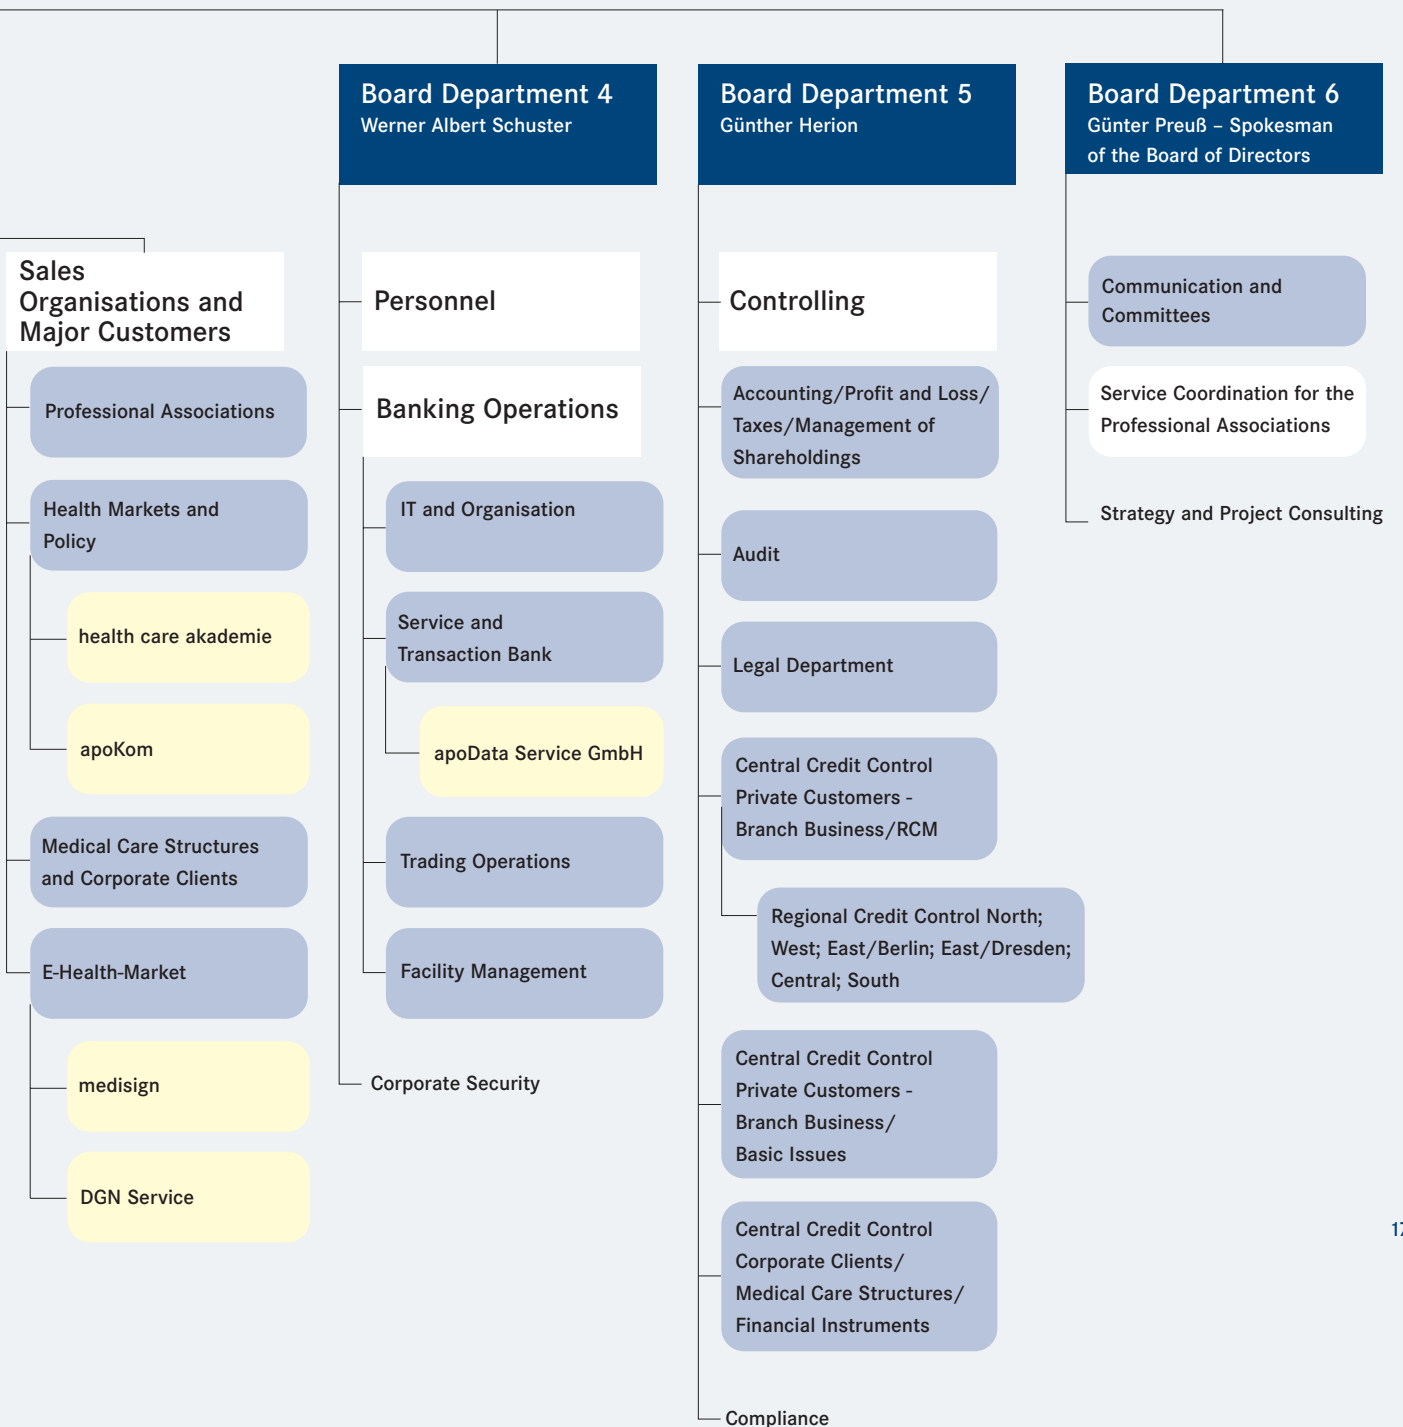 Board Department 4
Werner Albert Schuster
Board Department 5
Günther Herion
Board Department 6
Günter Preuß – Spokesman
of the Board of Directors
Sales
Organisations and
Major Customers
Professional Associations
Health Markets and
Policy
health care akademie
apoKom
Medical Care Structures
and Corporate Clients
E-Health-Market
medisign
DGN Service
Personnel
Banking Operations
IT and Organisation
Service and
Transaction Bank
apoData Service GmbH
Trading Operations
Facility Management
Corporate Security
Controlling
Accounting/Profit and Loss/
Taxes/Management of
Shareholdings
Audit
Legal Department
Central Credit Control
Private Customers -
Branch Business/RCM
Regional Credit Control North;
West; East/Berlin; East/Dresden;
Central; South
Central Credit Control
Private Customers -
Branch Business/
Basic Issues
Central Credit Control
Corporate Clients/
Medical Care Structures/
Financial Instruments
Compliance
Communication and
Committees
Service Coordination for the
Professional Associations
Strategy and Project Consulting
17